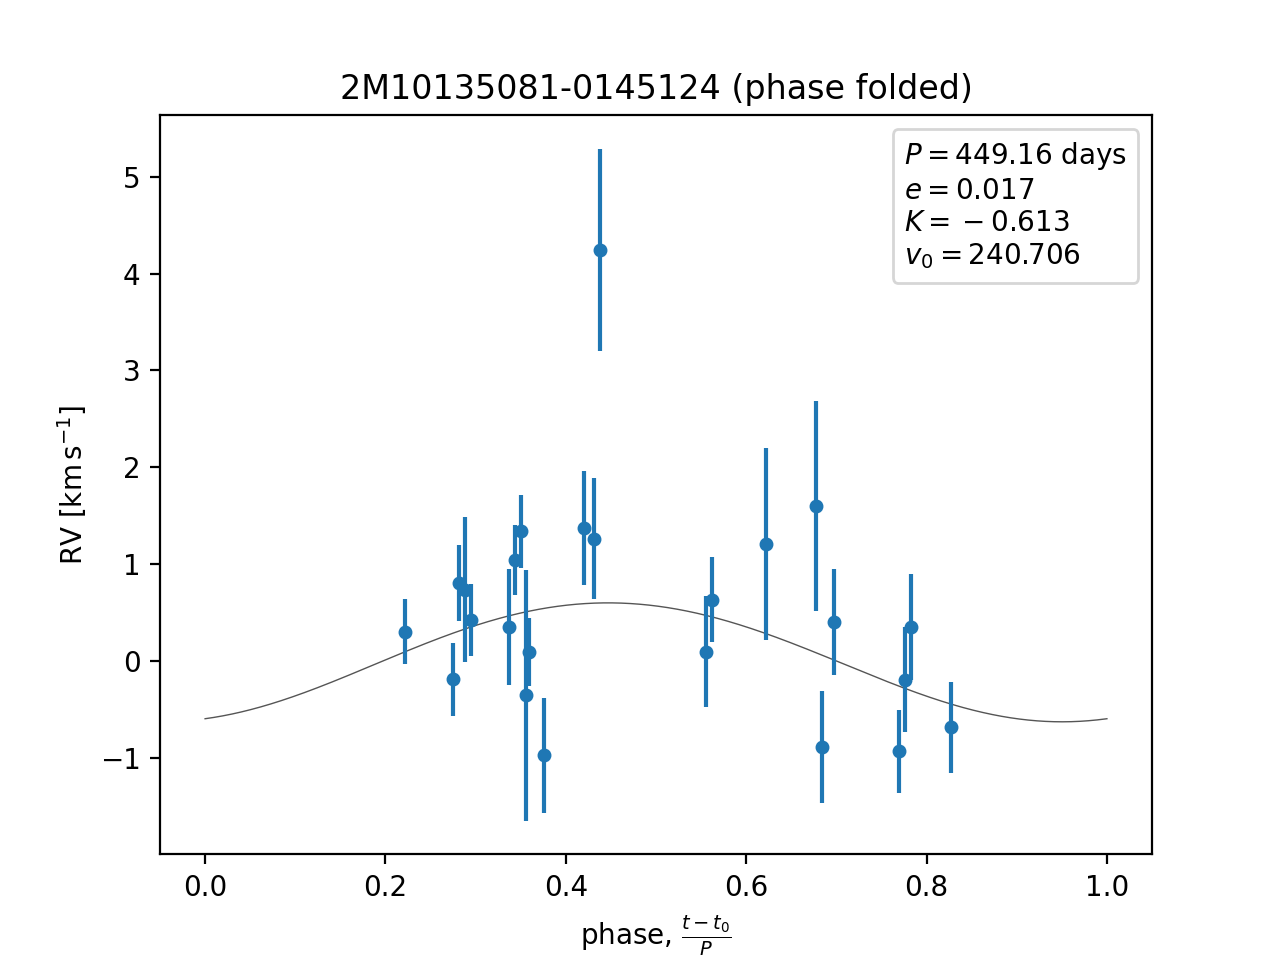 2M10135081-0145124 (phase folded)
P = 449.16 days
e = 0.017
K = −0.613
v₀ = 240.706
RV [km s⁻¹]
5
4
3
2
1
0
−1
0.0 0.2 0.4 0.6 0.8 1.0
phase, (t − t₀)/P